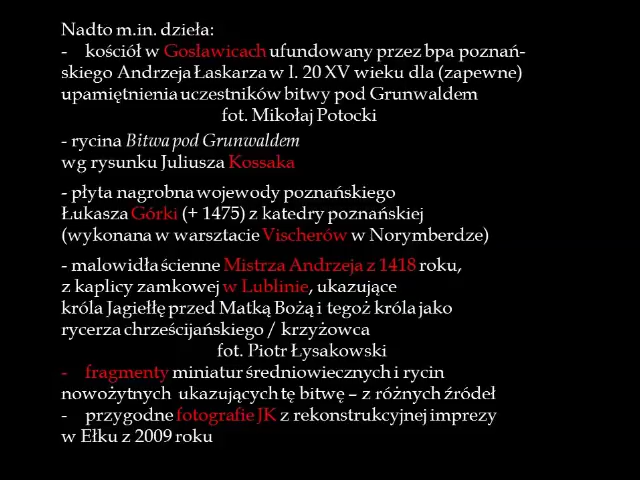 Nadto m.in. dzieła:
- kościół w Gosławicach ufundowany przez bpa poznań-
skiego Andrzeja Łaskarza w l. 20 XV wieku dla (zapewne)
upamiętnienia uczestników bitwy pod Grunwaldem
fot. Mikołaj Potocki
- rycina Bitwa pod Grunwaldem
wg rysunku Juliusza Kossaka
- płyta nagrobna wojewody poznańskiego
Łukasza Górki (+ 1475) z katedry poznańskiej
(wykonana w warsztacie Vischerów w Norymberdze)
- malowidła ścienne Mistrza Andrzeja z 1418 roku,
z kaplicy zamkowej w Lublinie, ukazujące
króla Jagiełłę przed Matką Bożą i tegoż króla jako
rycerza chrześcijańskiego / krzyżowca
fot. Piotr Łysakowski
- fragmenty miniatur średniowiecznych i rycin
nowożytnych ukazujących tę bitwę – z różnych źródeł
- przygodne fotografie JK z rekonstrukcyjnej imprezy
w Ełku z 2009 roku